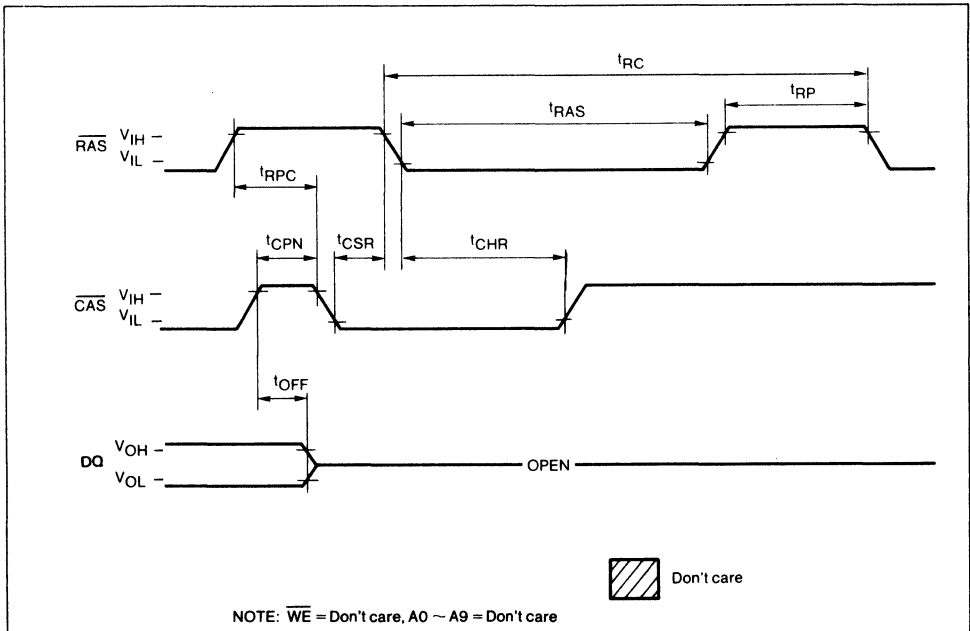 tRC
tRAS
tRP
RAS
VIH
VIL
tRPC
tCPN
tCSR
tCHR
CAS
VIH
VIL
tOFF
DQ
VOH
VOL
OPEN
Don't care
NOTE: WE = Don't care, A0 ~ A9 = Don't care